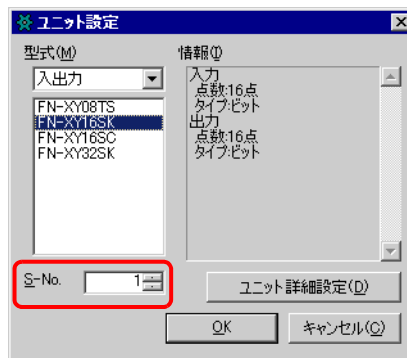 ユニット設定
型式(M)
情報(I)
入出力
FN-XY08TS
FN-XY16SK
FN-XY16SC
FN-XY32SK
入力
点数:16点
タイプ:ビット
出力
点数:16点
タイプ:ビット
S-No.
1
ユニット詳細設定(D)
OK
キャンセル(C)